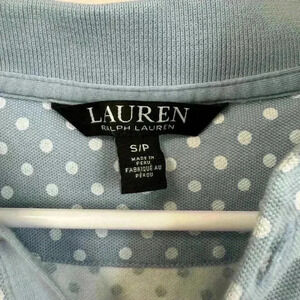 LAUREN
RALPH LAUREN
S/P
MADE IN
PERU
FABRIQUÉ AU
PÉROU